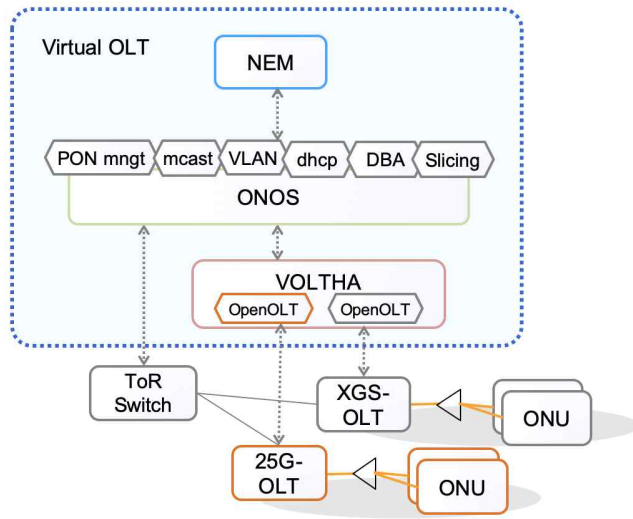 Virtual OLT
NEM
PON mngt
mcast
VLAN
dhcp
DBA
Slicing
ONOS
VOLTHA
OpenOLT
OpenOLT
ToR
Switch
XGS-
OLT
ONU
25G-
OLT
ONU